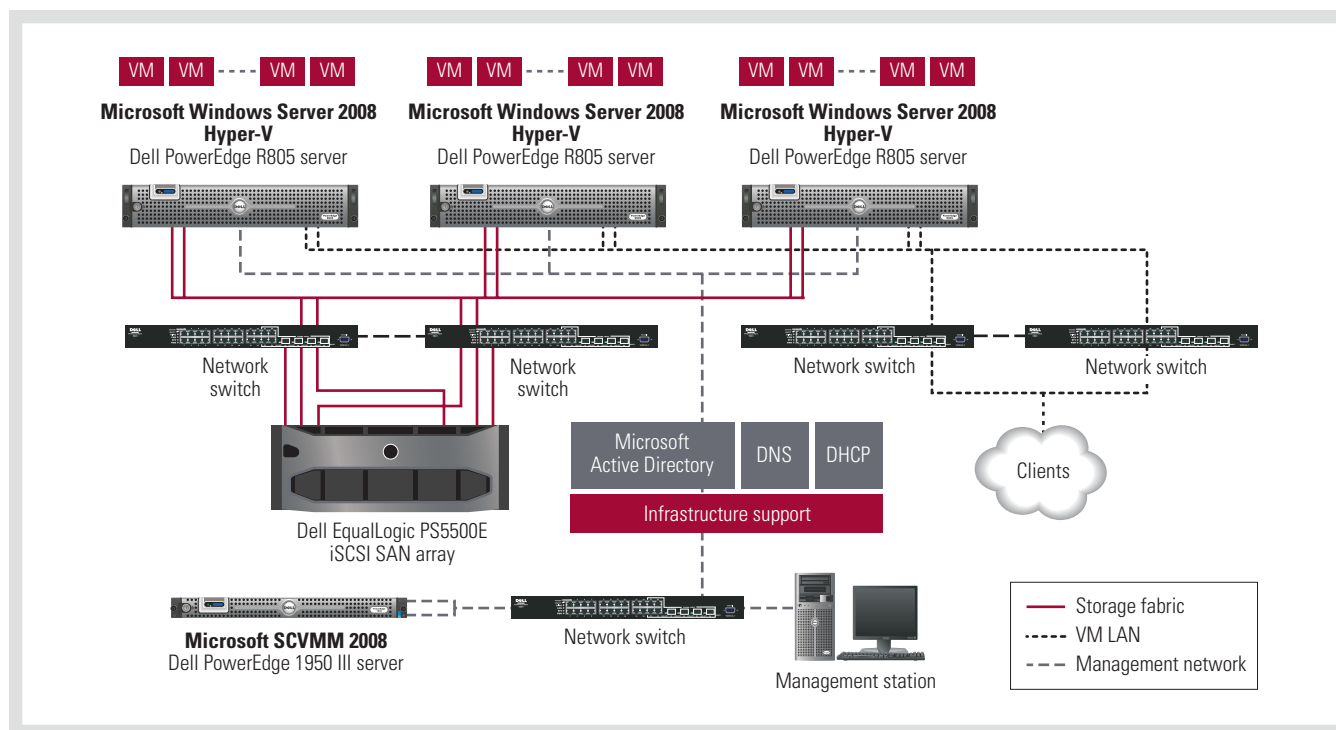 VM VM VM VM
VM VM VM VM
VM VM VM VM
Microsoft Windows Server 2008
Hyper-V
Dell PowerEdge R805 server
Microsoft Windows Server 2008
Hyper-V
Dell PowerEdge R805 server
Microsoft Windows Server 2008
Hyper-V
Dell PowerEdge R805 server
Network
switch
Network
switch
Network switch
Network switch
Microsoft
Active Directory
DNS
DHCP
Infrastructure support
Clients
Dell EqualLogic PS5500E
iSCSI SAN array
Microsoft SCVMM 2008
Dell PowerEdge 1950 III server
Network switch
Management station
Storage fabric
VM LAN
Management network